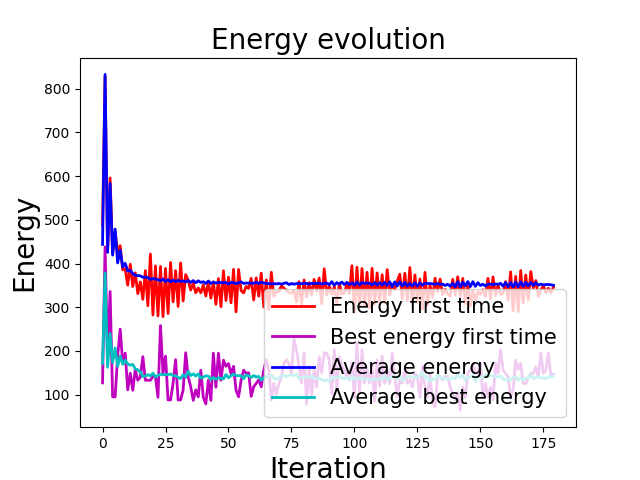 Energy evolution
Energy
800
700
600
500
400
300
200
100
Energy first time
Best energy first time
Average energy
Average best energy
0 25 50 75 100 125 150 175
Iteration